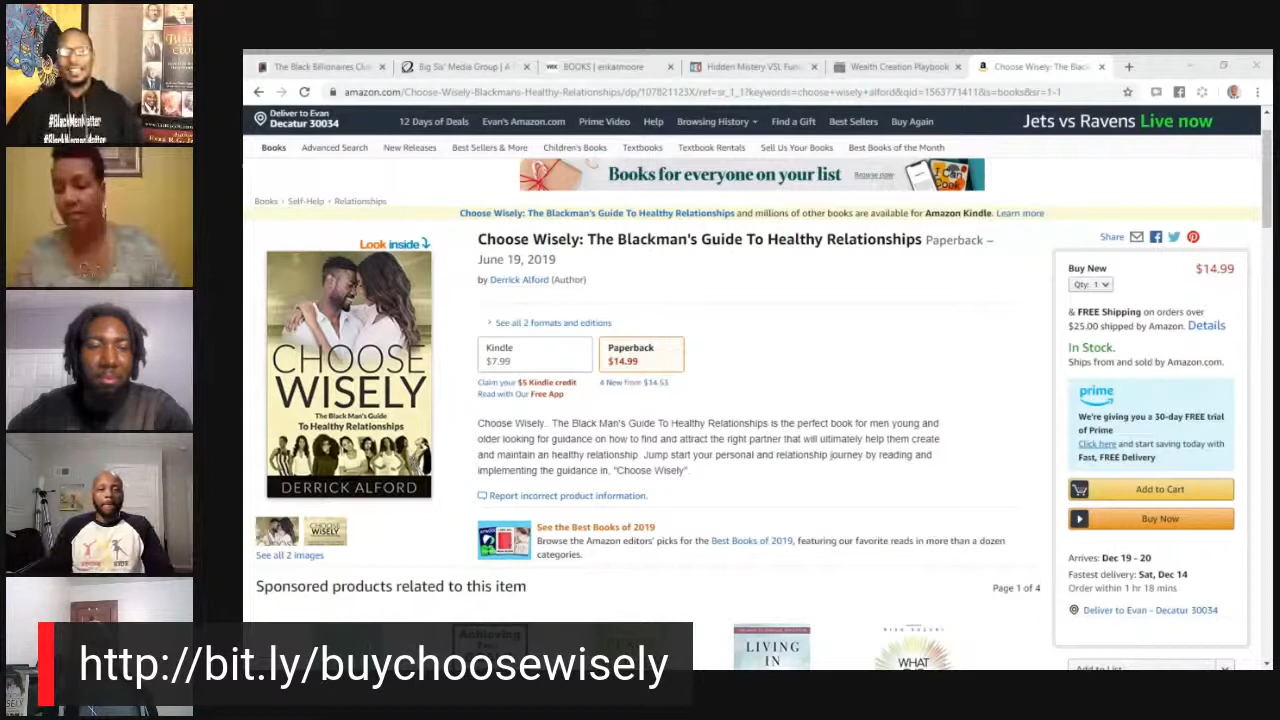 #BlackMenMatter
The Black Billionaires Clu
Big Sis' Media Group | A
WIX BOOKS | erikatmoore
Hidden Mistery VSL Fun
Wealth Creation Playbook
Choose Wisely: The Black
amazon.com/Choose-Wisely-Blackmans-Healthy-Relationships/dp/107821123X/ref=sr_1_1?keywords=choose+wisely+alford&qid=1563771411&s=books&sr=1-1
Deliver to Evan
Decatur 30034
12 Days of Deals Evan's Amazon.com Prime Video Help Browsing History Find a Gift Best Sellers Buy Again
Jets vs Ravens Live now
Books Advanced Search New Releases Best Sellers & More Children's Books Textbooks Textbook Rentals Sell Us Your Books Best Books of the Month
Books for everyone on your list Browse now
I Can Cook
Books › Self-Help › Relationships
Choose Wisely: The Blackman's Guide To Healthy Relationships and millions of other books are available for Amazon Kindle. Learn more
Look inside
CHOOSE
WISELY
The Black Man's Guide
To Healthy Relationships
DERRICK ALFORD
See all 2 images
Choose Wisely: The Blackman's Guide To Healthy Relationships Paperback –
June 19, 2019
by Derrick Alford (Author)
› See all 2 formats and editions
Kindle
$7.99
Paperback
$14.99
Claim your $5 Kindle credit
Read with Our Free App
4 New from $14.53
Choose Wisely.. The Black Man's Guide To Healthy Relationships is the perfect book for men young and
older looking for guidance on how to find and attract the right partner that will ultimately help them create
and maintain an healthy relationship. Jump start your personal and relationship journey by reading and
implementing the guidance in, "Choose Wisely".
Report incorrect product information.
See the Best Books of 2019
Browse the Amazon editors' picks for the Best Books of 2019, featuring our favorite reads in more than a dozen
categories.
Share
Buy New
$14.99
Qty: 1
& FREE Shipping on orders over
$25.00 shipped by Amazon. Details
In Stock.
Ships from and sold by Amazon.com.
prime
We're giving you a 30-day FREE trial
of Prime
Click here and start saving today with
Fast, FREE Delivery
Add to Cart
Buy Now
Arrives: Dec 19 - 20
Fastest delivery: Sat, Dec 14
Order within 1 hr 18 mins
Deliver to Evan - Decatur 30034
Add to List
Sponsored products related to this item
Page 1 of 4
LIVING
IN
WHAT
http://bit.ly/buychoosewisely